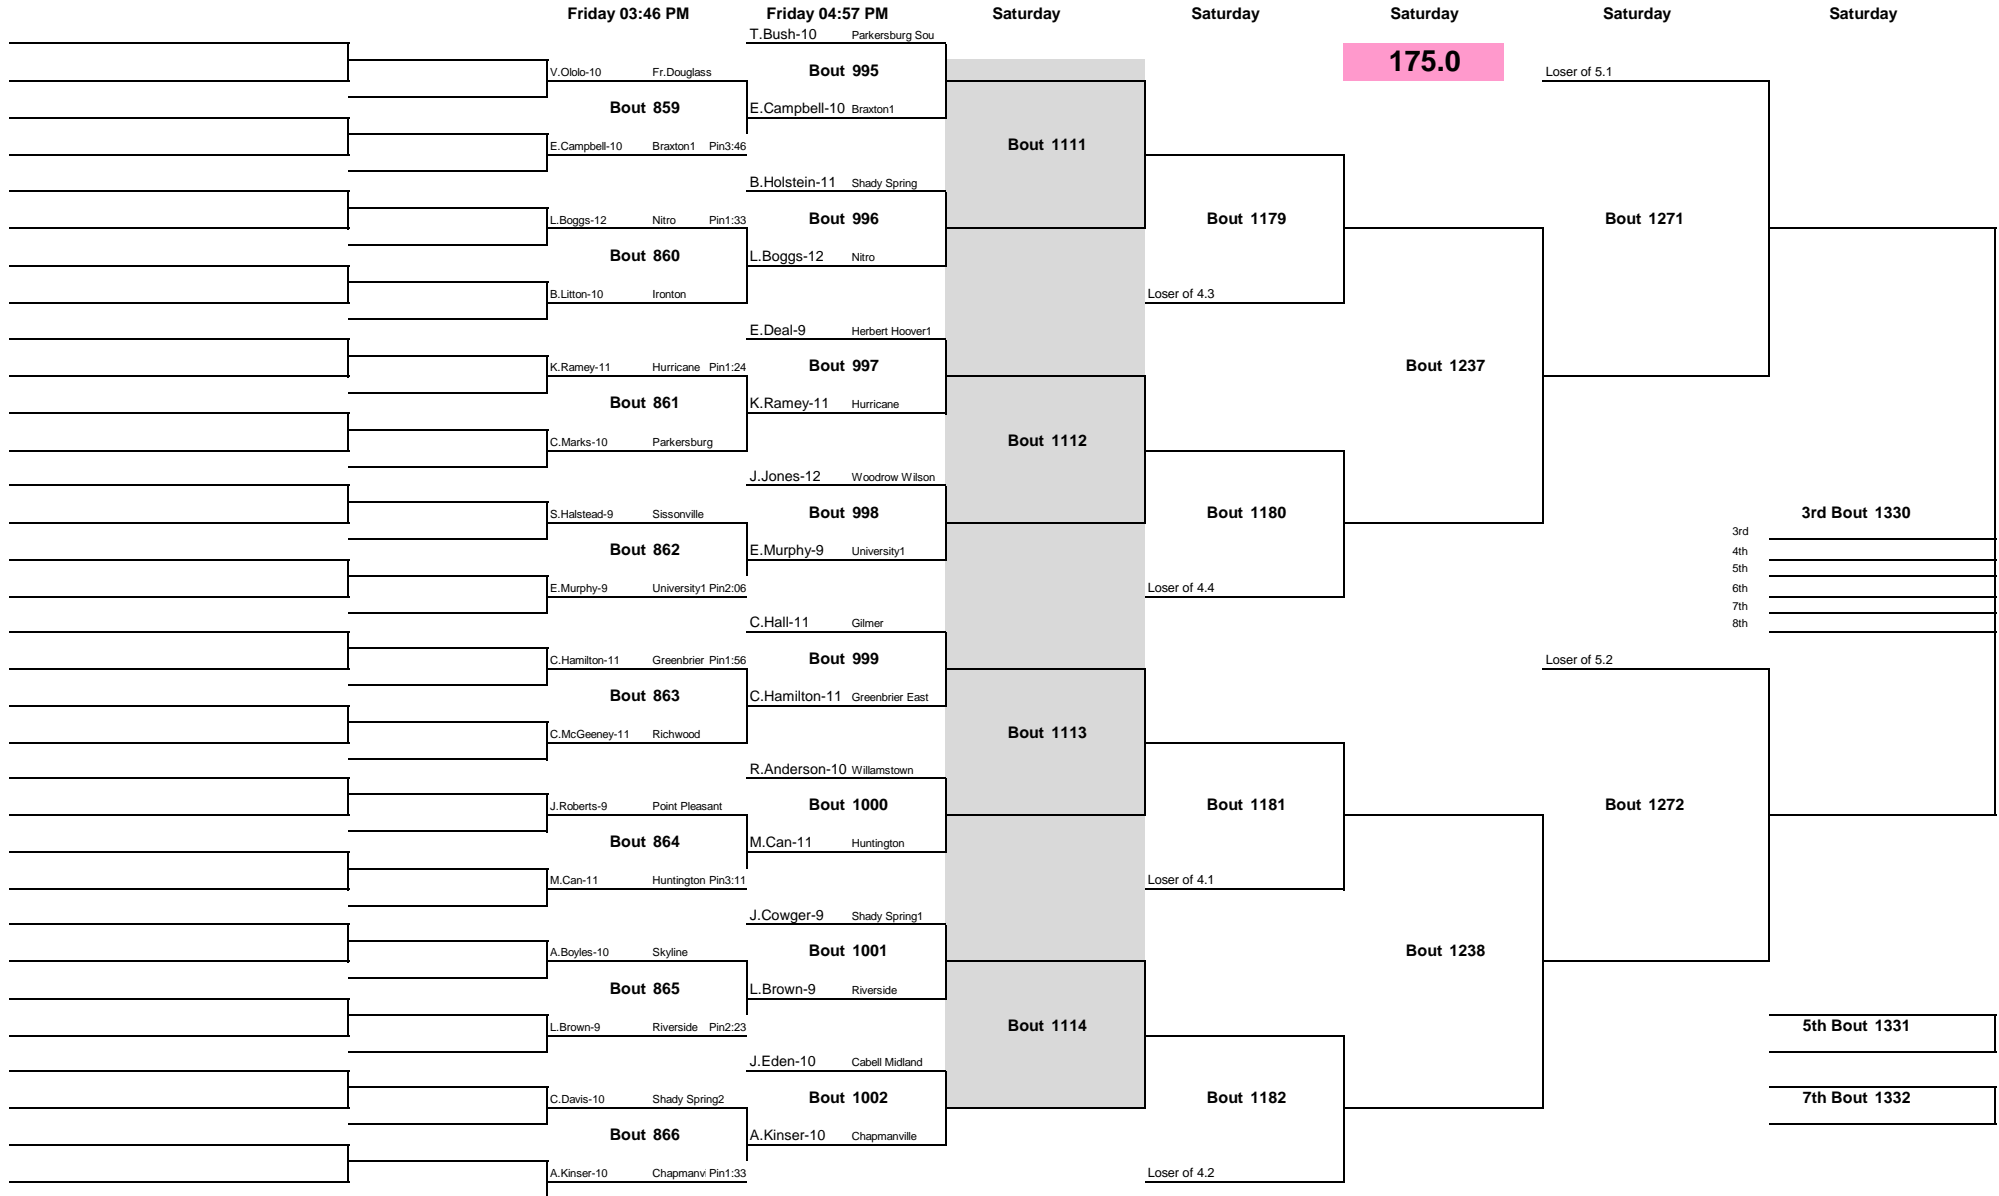 Friday 03:46 PM Friday 04:57 PM Saturday Saturday Saturday Saturday Saturday
T.Bush-10 Parkersburg Sou
175.0
V.Ololo-10 Fr.Douglass Bout 995 Loser of 5.1
Bout 859 E.Campbell-10 Braxton1
E.Campbell-10 Braxton1 Pin3:46 Bout 1111
B.Holstein-11 Shady Spring
L.Boggs-12 Nitro Pin1:33 Bout 996 Bout 1179 Bout 1271
Bout 860 L.Boggs-12 Nitro
B.Litton-10 Ironton Loser of 4.3
E.Deal-9 Herbert Hoover1
K.Ramey-11 Hurricane Pin1:24 Bout 997 Bout 1237
Bout 861 K.Ramey-11 Hurricane
C.Marks-10 Parkersburg Bout 1112
J.Jones-12 Woodrow Wilson
S.Halstead-9 Sissonville Bout 998 Bout 1180 3rd Bout 1330
3rd
Bout 862 E.Murphy-9 University1 4th
5th
E.Murphy-9 University1 Pin2:06 Loser of 4.4 6th
7th
C.Hall-11 Gilmer 8th
C.Hamilton-11 Greenbrier Pin1:56 Bout 999 Loser of 5.2
Bout 863 C.Hamilton-11 Greenbrier East
C.McGeeney-11 Richwood Bout 1113
R.Anderson-10 Willamstown
J.Roberts-9 Point Pleasant Bout 1000 Bout 1181 Bout 1272
Bout 864 M.Can-11 Huntington
M.Can-11 Huntington Pin3:11 Loser of 4.1
J.Cowger-9 Shady Spring1
A.Boyles-10 Skyline Bout 1001 Bout 1238
Bout 865 L.Brown-9 Riverside
L.Brown-9 Riverside Pin2:23 Bout 1114 5th Bout 1331
J.Eden-10 Cabell Midland
C.Davis-10 Shady Spring2 Bout 1002 Bout 1182 7th Bout 1332
Bout 866 A.Kinser-10 Chapmanville
A.Kinser-10 Chapmanv Pin1:33 Loser of 4.2